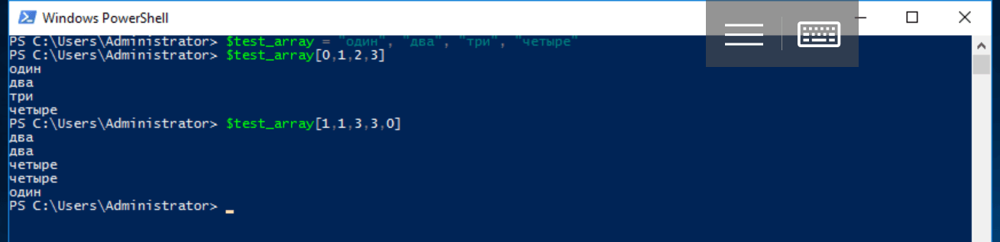 Windows PowerShell
PS C:\Users\Administrator> $test_array = "один", "два", "три", "четыре"
PS C:\Users\Administrator> $test_array[0,1,2,3]
один
два
три
четыре
PS C:\Users\Administrator> $test_array[1,1,3,3,0]
два
два
четыре
четыре
один
PS C:\Users\Administrator>